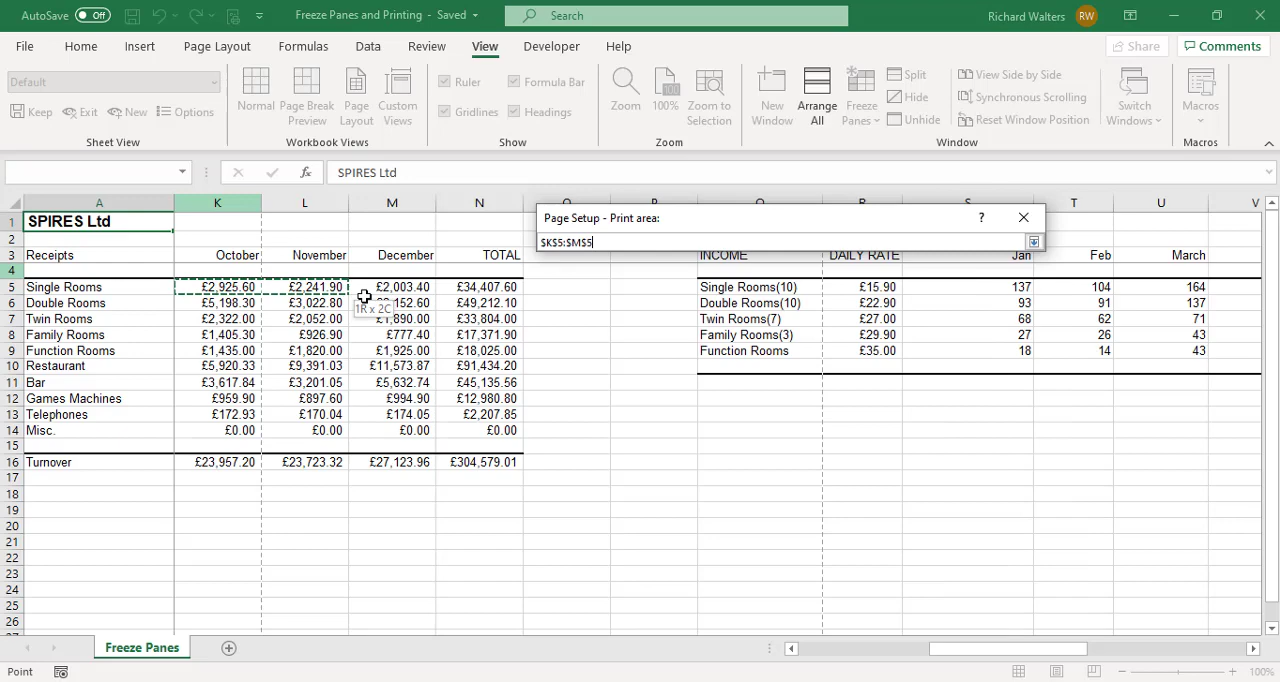 AutoSave Off Freeze Panes and Printing - Saved Search Richard Walters RW
File Home Insert Page Layout Formulas Data Review View Developer Help Share Comments
Default
Keep Exit New Options
Sheet View
Normal Page Break Preview Page Layout Custom Views
Workbook Views
Ruler Formula Bar
Gridlines Headings
Show
Zoom 100% Zoom to Selection
Zoom
New Window Arrange All Freeze Panes
Split
Hide
Unhide
View Side by Side
Synchronous Scrolling
Reset Window Position
Switch Windows
Window
Macros
Macros
fx SPIRES Ltd
A K L M N T U V
Page Setup - Print area: ?
$K$5:$M$5
1 SPIRES Ltd
2
3 Receipts October November December TOTAL INCOME DAILY RATE Jan Feb March
4
5 Single Rooms £2,925.60 £2,241.90 £2,003.40 £34,407.60 Single Rooms(10) £15.90 137 104 164
6 Double Rooms £5,198.30 £3,022.80 £49,212.10 Double Rooms(10) £22.90 93 91 137
1R x 2C
7 Twin Rooms £2,322.00 £2,052.00 £1,890.00 £33,804.00 Twin Rooms(7) £27.00 68 62 71
8 Family Rooms £1,405.30 £926.90 £777.40 £17,371.90 Family Rooms(3) £29.90 27 26 43
9 Function Rooms £1,435.00 £1,820.00 £1,925.00 £18,025.00 Function Rooms £35.00 18 14 43
10 Restaurant £5,920.33 £9,391.03 £11,573.87 £91,434.20
11 Bar £3,617.84 £3,201.05 £5,632.74 £45,135.56
12 Games Machines £959.90 £897.60 £994.90 £12,980.80
13 Telephones £172.93 £170.04 £174.05 £2,207.85
14 Misc. £0.00 £0.00 £0.00 £0.00
15
16 Turnover £23,957.20 £23,723.32 £27,123.96 £304,579.01
17
18
19
20
21
22
23
24
25
26
Freeze Panes
Point 100%